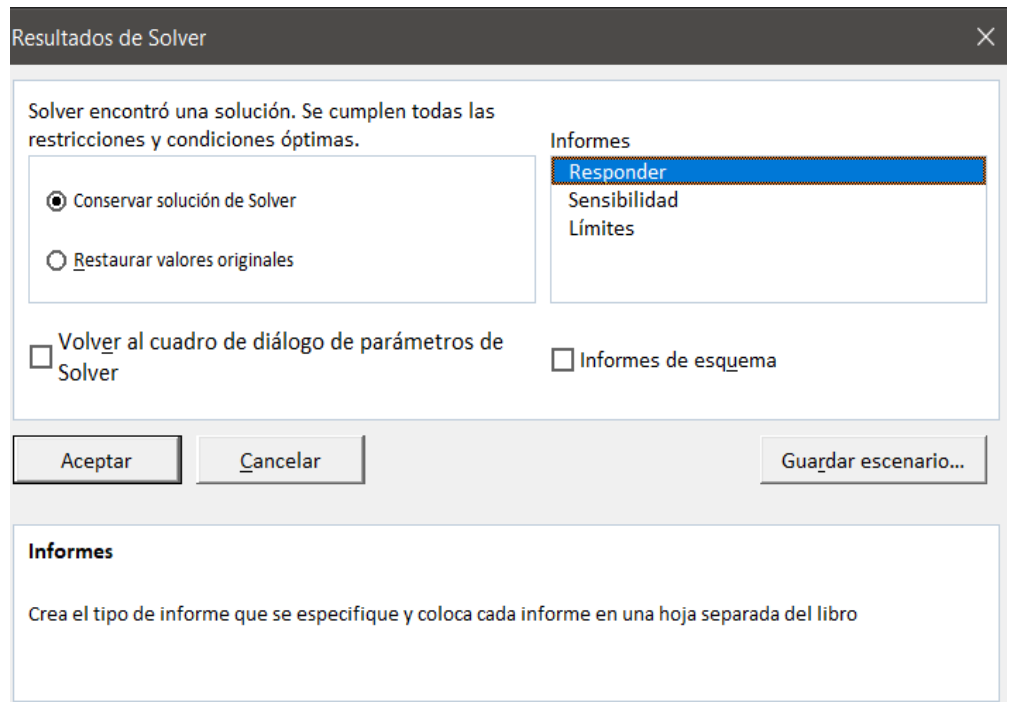 Resultados de Solver
Solver encontró una solución. Se cumplen todas las
restricciones y condiciones óptimas.
Informes
Responder
Sensibilidad
Límites
Conservar solución de Solver
Restaurar valores originales
Volver al cuadro de diálogo de parámetros de
Solver
Informes de esquema
Aceptar
Cancelar
Guardar escenario...
Informes
Crea el tipo de informe que se especifique y coloca cada informe en una hoja separada del libro